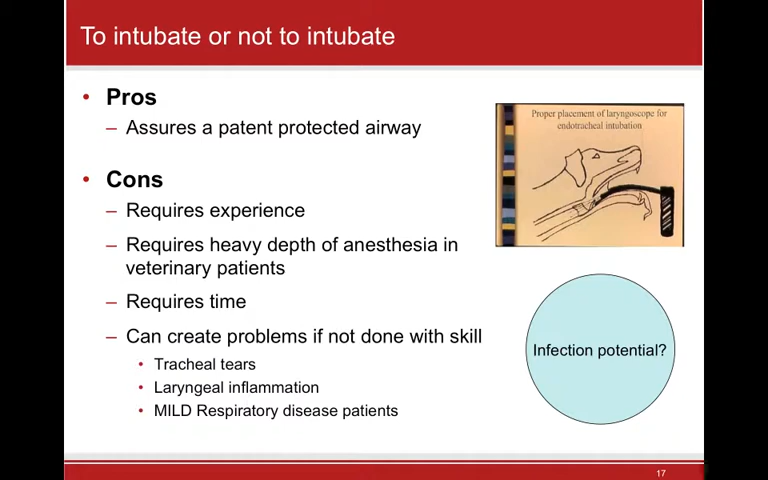 To intubate or not to intubate
• Pros
– Assures a patent protected airway
• Cons
– Requires experience
– Requires heavy depth of anesthesia in
veterinary patients
– Requires time
– Can create problems if not done with skill
• Tracheal tears
• Laryngeal inflammation
• MILD Respiratory disease patients
Proper placement of laryngoscope for
endotracheal intubation
Infection potential?
17